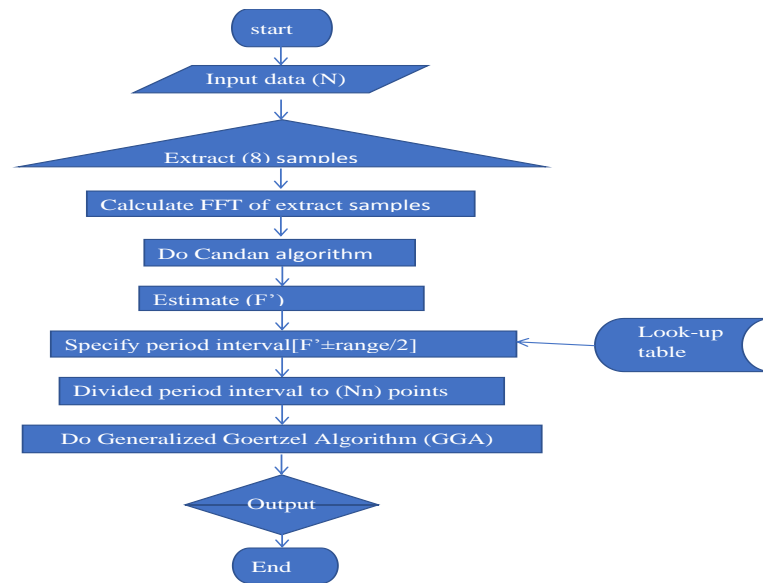 start
Input data (N)
Extract (8) samples
Calculate FFT of extract samples
Do Candan algorithm
Estimate (F’)
Specify period interval[F’±range/2]
Look-up
table
Divided period interval to (Nn) points
Do Generalized Goertzel Algorithm (GGA)
Output
End